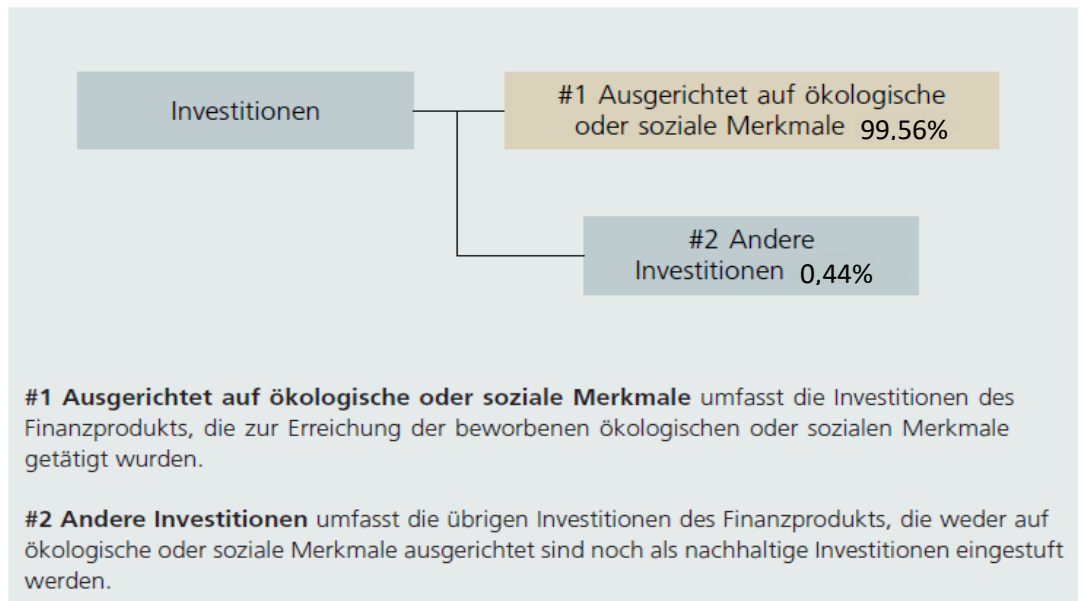 Investitionen
#1 Ausgerichtet auf ökologische
oder soziale Merkmale 99.56%
#2 Andere
Investitionen 0,44%
#1 Ausgerichtet auf ökologische oder soziale Merkmale umfasst die Investitionen des
Finanzprodukts, die zur Erreichung der beworbenen ökologischen oder sozialen Merkmale
getätigt wurden.
#2 Andere Investitionen umfasst die übrigen Investitionen des Finanzprodukts, die weder auf
ökologische oder soziale Merkmale ausgerichtet sind noch als nachhaltige Investitionen eingestuft
werden.